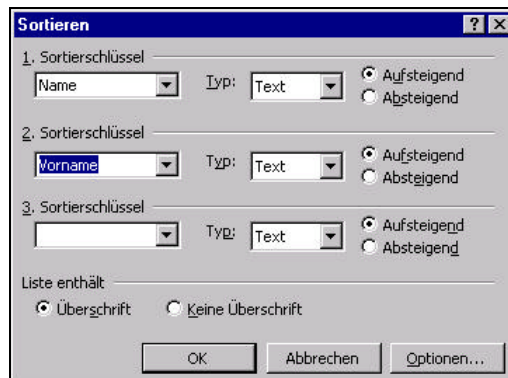 Sortieren
1. Sortierschlüssel
Name Typ: Text Aufsteigend
Absteigend
2. Sortierschlüssel
Vorname Typ: Text Aufsteigend
Absteigend
3. Sortierschlüssel
Typ: Text Aufsteigend
Absteigend
Liste enthält
Überschrift Keine Überschrift
OK Abbrechen Optionen...